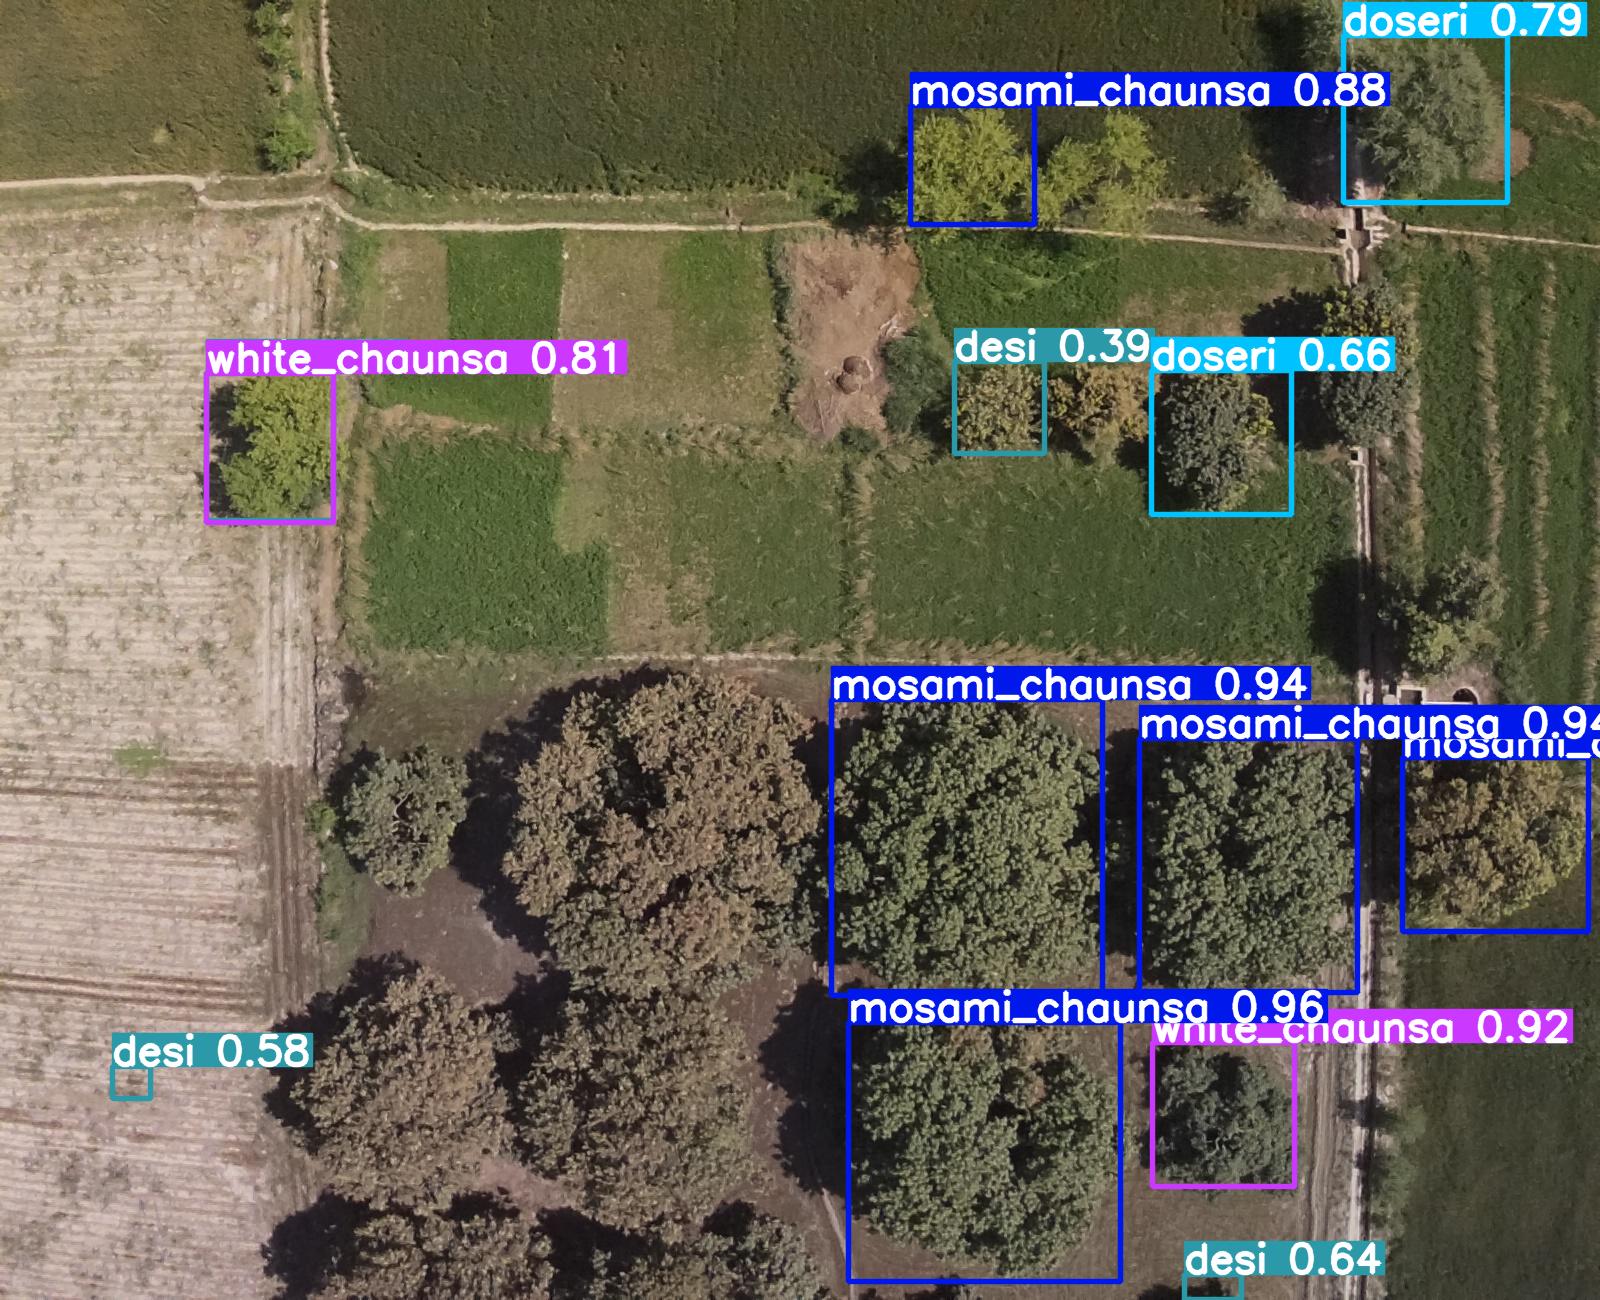 doseri 0.79
mosami_chaunsa 0.88
desi 0.39
doseri 0.66
white_chaunsa 0.81
mosami_chaunsa 0.94
mosami_chaunsa 0.94
mosami_
mosami_chaunsa 0.96
white_chaunsa 0.92
desi 0.58
desi 0.64